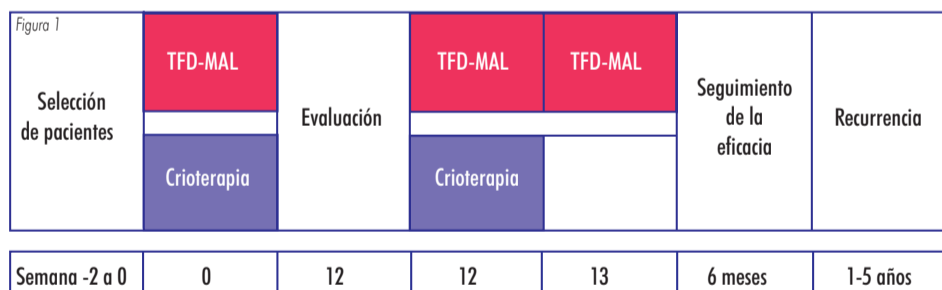 Figura 1
Selección
de pacientes
TFD-MAL
Crioterapia
Evaluación
TFD-MAL
TFD-MAL
Crioterapia
Seguimiento
de la
eficacia
Recurrencia
Semana -2 a 0
0
12
12
13
6 meses
1-5 años